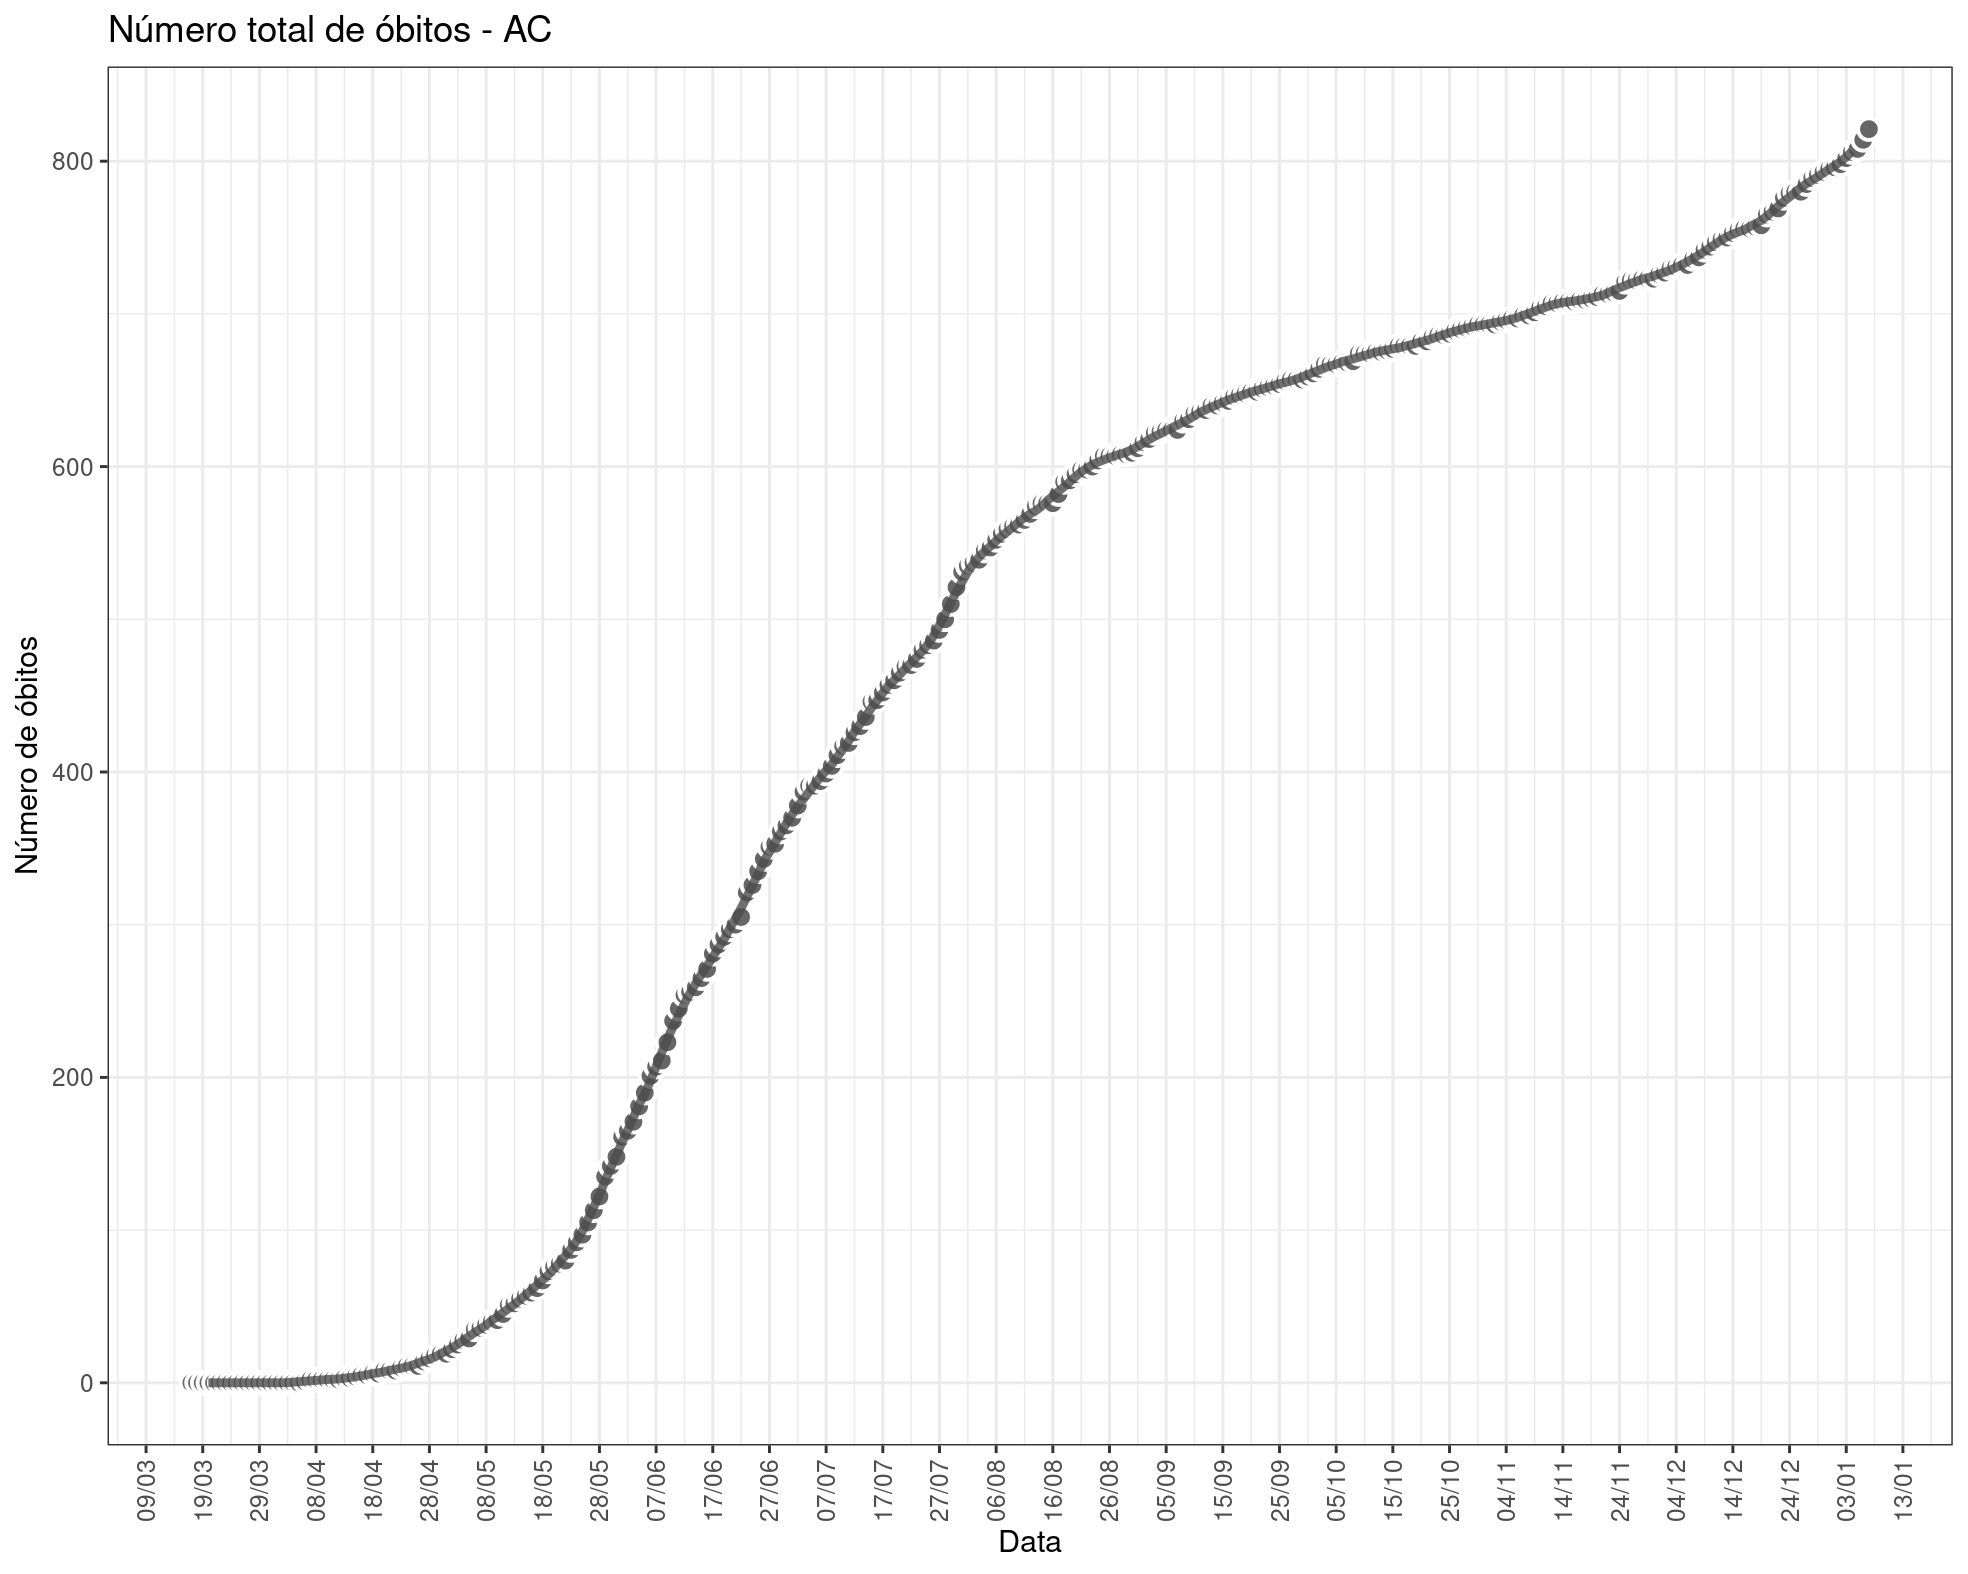 Número total de óbitos - AC
Número de óbitos
800
600
400
200
0
09/03 19/03 29/03 08/04 18/04 28/04 08/05 18/05 28/05 07/06 17/06 27/06 07/07 17/07 27/07 06/08 16/08 26/08 05/09 15/09 25/09 05/10 15/10 25/10 04/11 14/11 24/11 04/12 14/12 24/12 03/01 13/01
Data